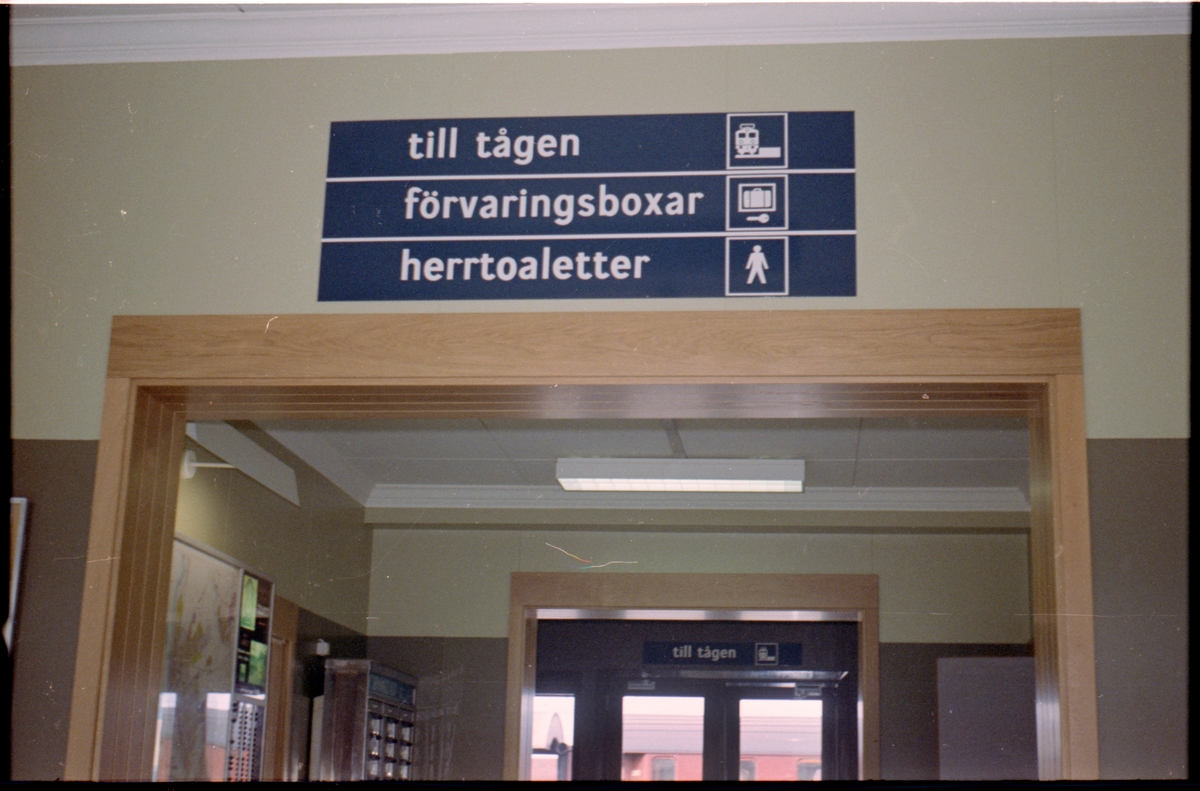 till tågen
förvaringsboxar
herrtoaletter
till tågen